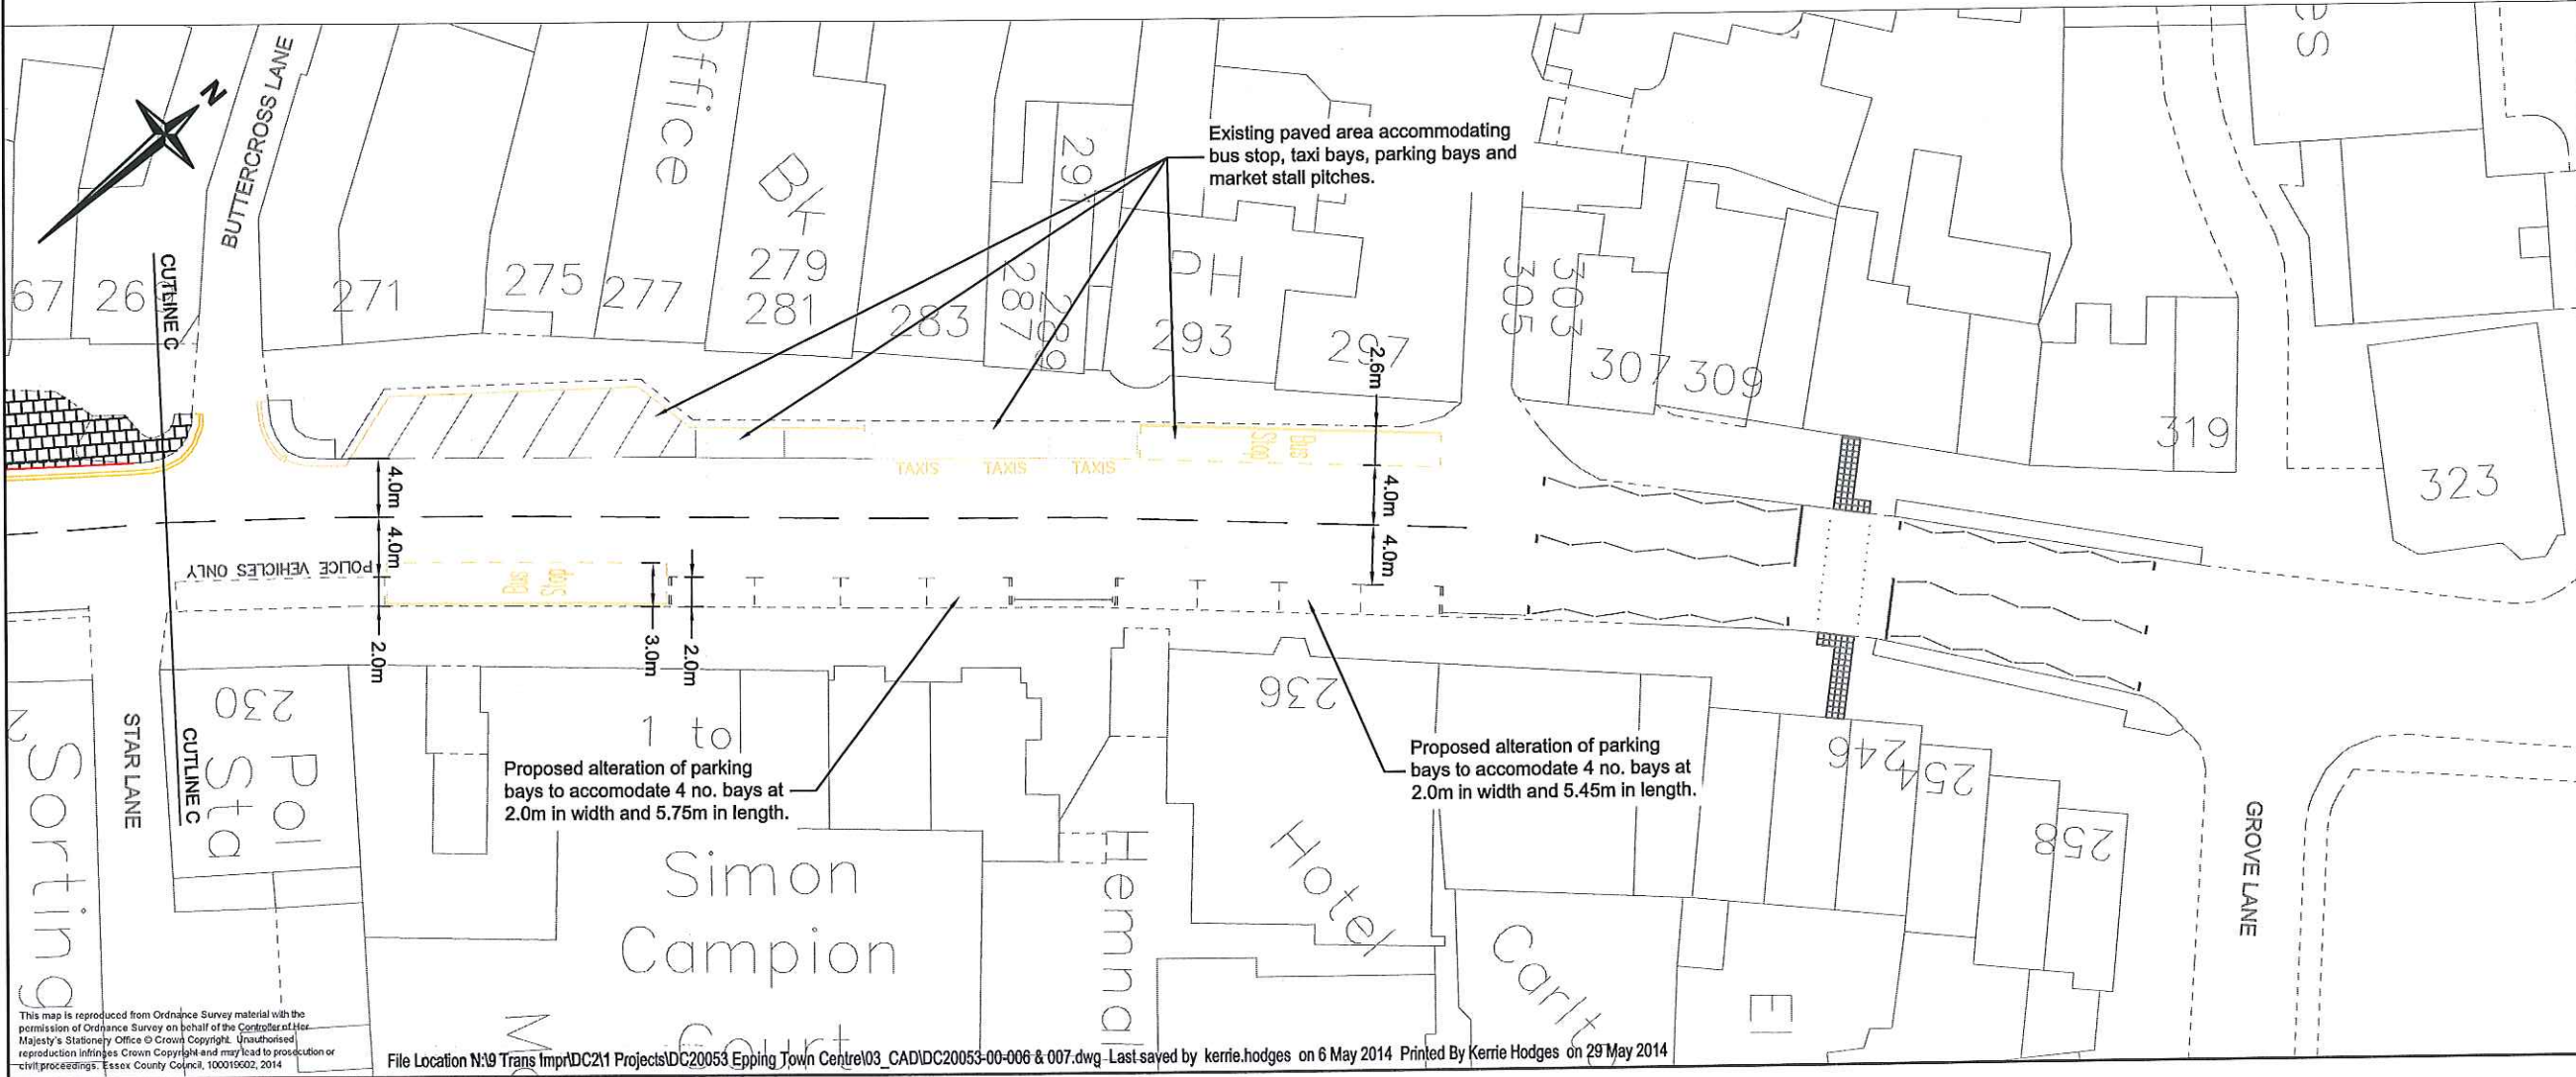 N
BUTTERCROSS LANE
CUTLINE C
67
26
271
275
277
Office
279
281
283
287
289
291
PH
293
297
305
303
307
309
319
323
Existing paved area accommodating
bus stop, taxi bays, parking bays and
market stall pitches.
TAXIS
TAXIS
TAXIS
Bus
Stop
2.6m
4.0m
4.0m
4.0m
4.0m
2.0m
3.0m
2.0m
POLICE VEHICLES ONLY
Bus
Stop
STAR LANE
CUTLINE C
Sorting
230
Pol
Sta
1 to
Simon
Campion
Court
Proposed alteration of parking
bays to accomodate 4 no. bays at
2.0m in width and 5.75m in length.
236
Hotel
Proposed alteration of parking
bays to accomodate 4 no. bays at
2.0m in width and 5.45m in length.
246
254
258
El
GROVE LANE
This map is reproduced from Ordnance Survey material with the
permission of Ordnance Survey on behalf of the Controller of Her
Majesty's Stationery Office © Crown Copyright. Unauthorised
reproduction infringes Crown Copyright and may lead to prosecution or
civil proceedings. Essex County Council, 100019602, 2014
File Location N:\9 Trans Impr\DC2\1 Projects\DC20053 Epping Town Centre\03_CAD\DC20053-00-006 & 007.dwg Last saved by kerrie.hodges on 6 May 2014 Printed By Kerrie Hodges on 29 May 2014